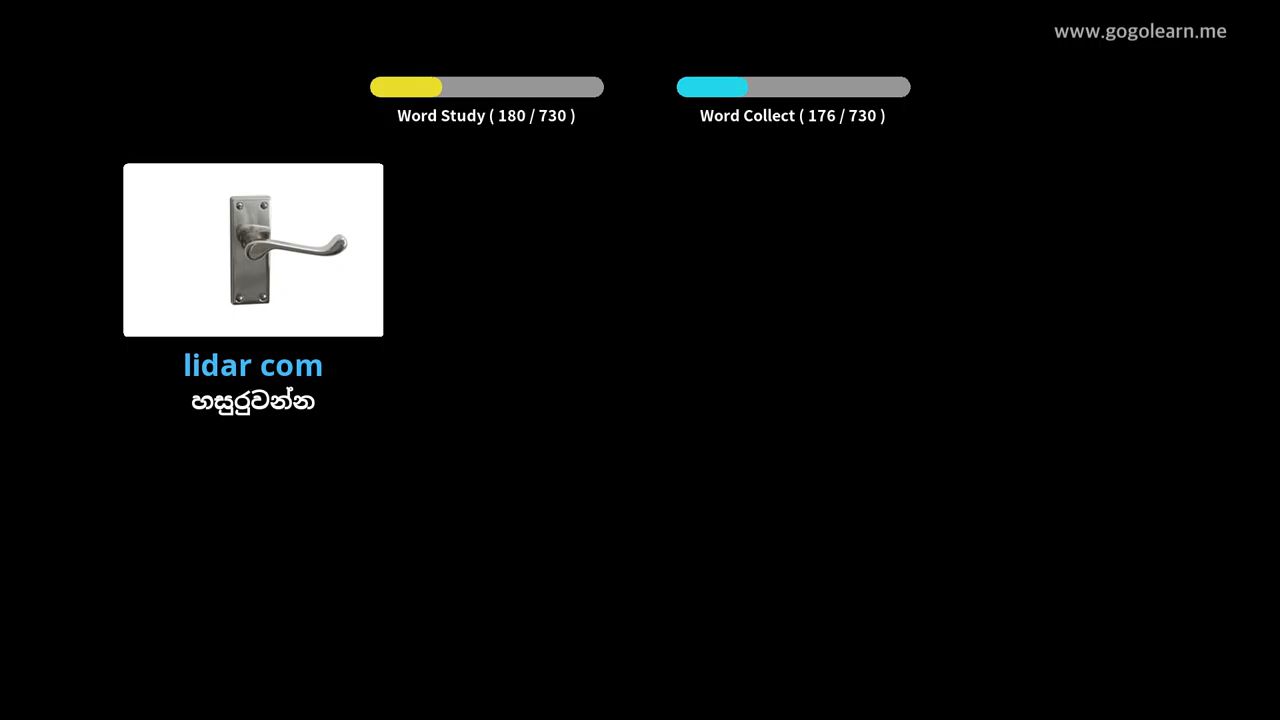 www.gogolearn.me
Word Study ( 180 / 730 )
Word Collect ( 176 / 730 )
lidar com
හසුරුවන්න